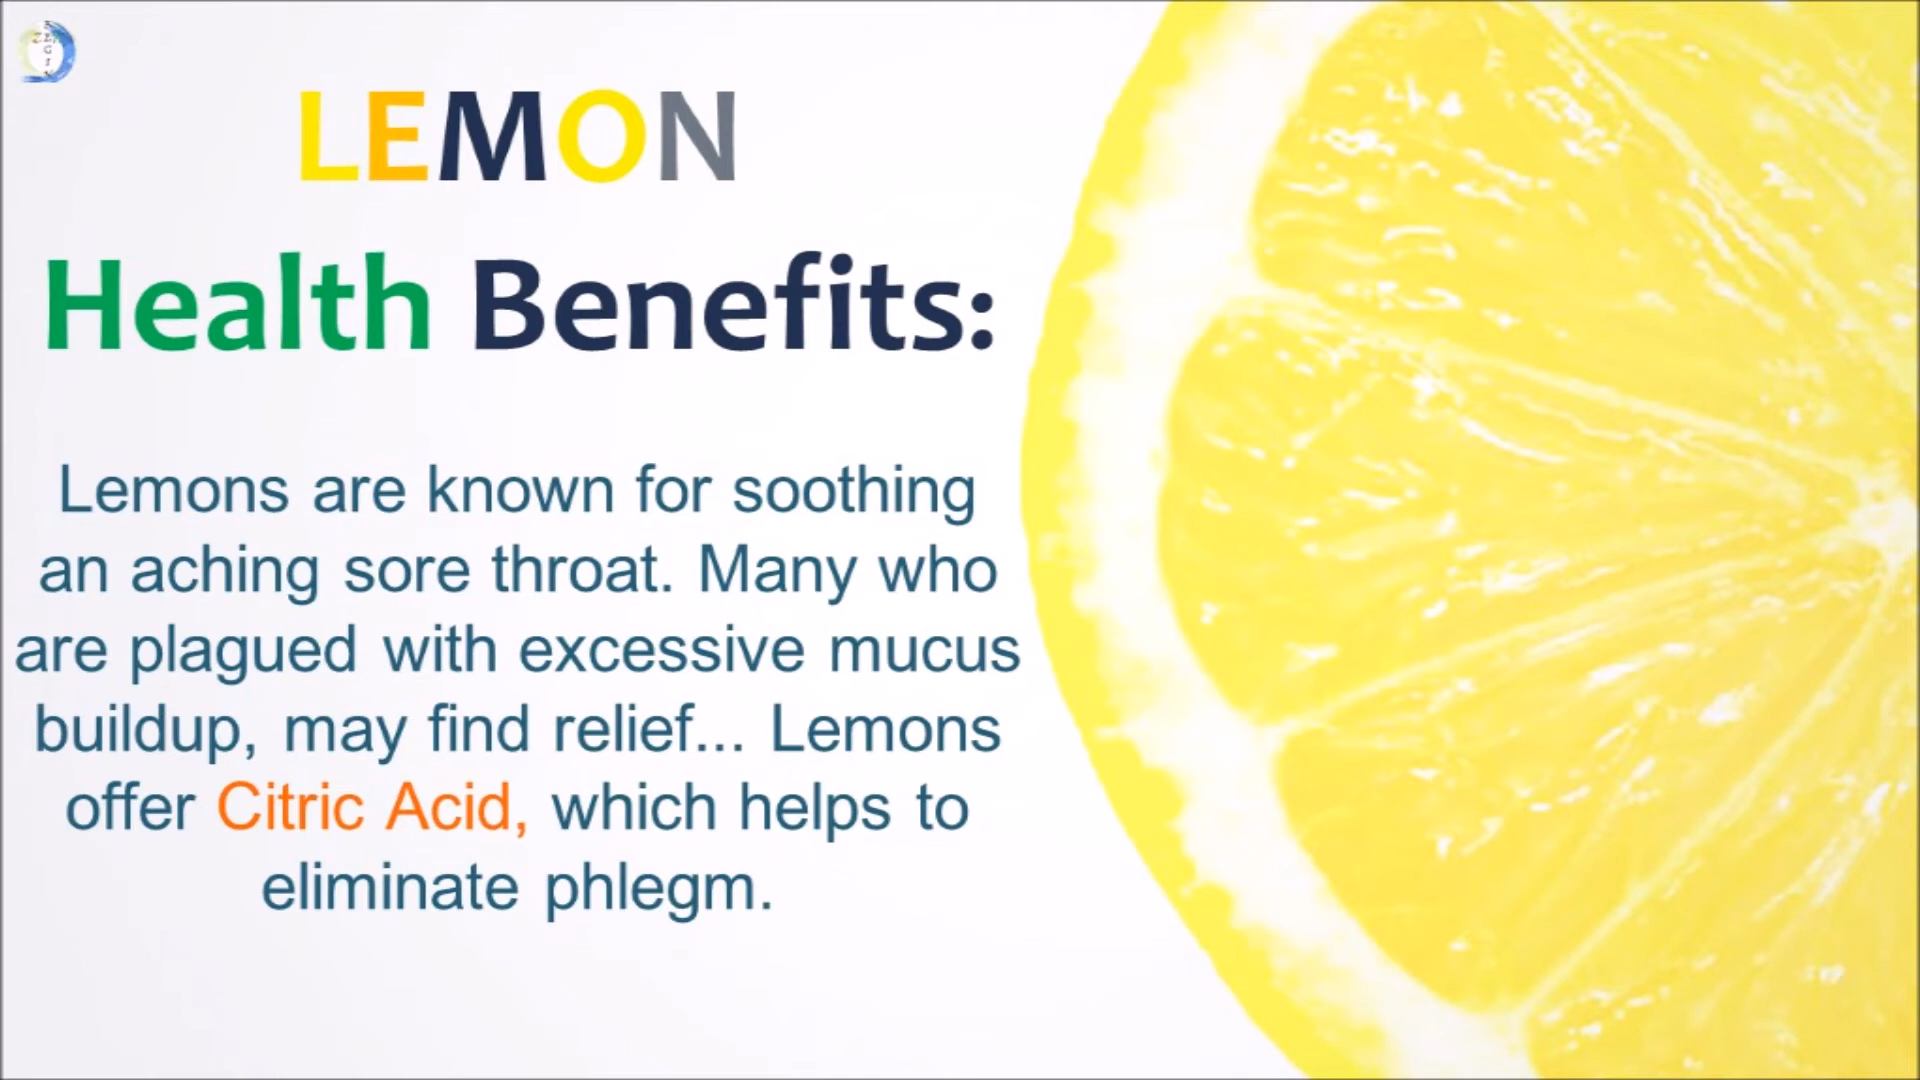 LEMON
Health Benefits:
Lemons are known for soothing
an aching sore throat. Many who
are plagued with excessive mucus
buildup, may find relief... Lemons
offer Citric Acid, which helps to
eliminate phlegm.